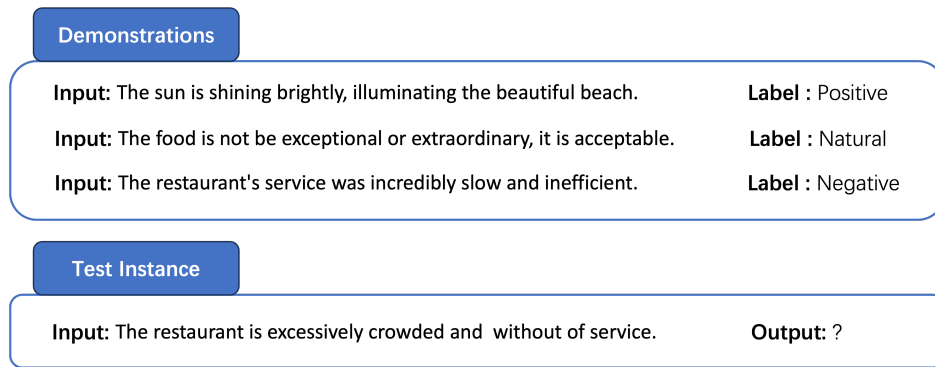 Demonstrations
Input: The sun is shining brightly, illuminating the beautiful beach. Label : Positive
Input: The food is not be exceptional or extraordinary, it is acceptable. Label : Natural
Input: The restaurant's service was incredibly slow and inefficient. Label : Negative
Test Instance
Input: The restaurant is excessively crowded and without of service. Output: ?